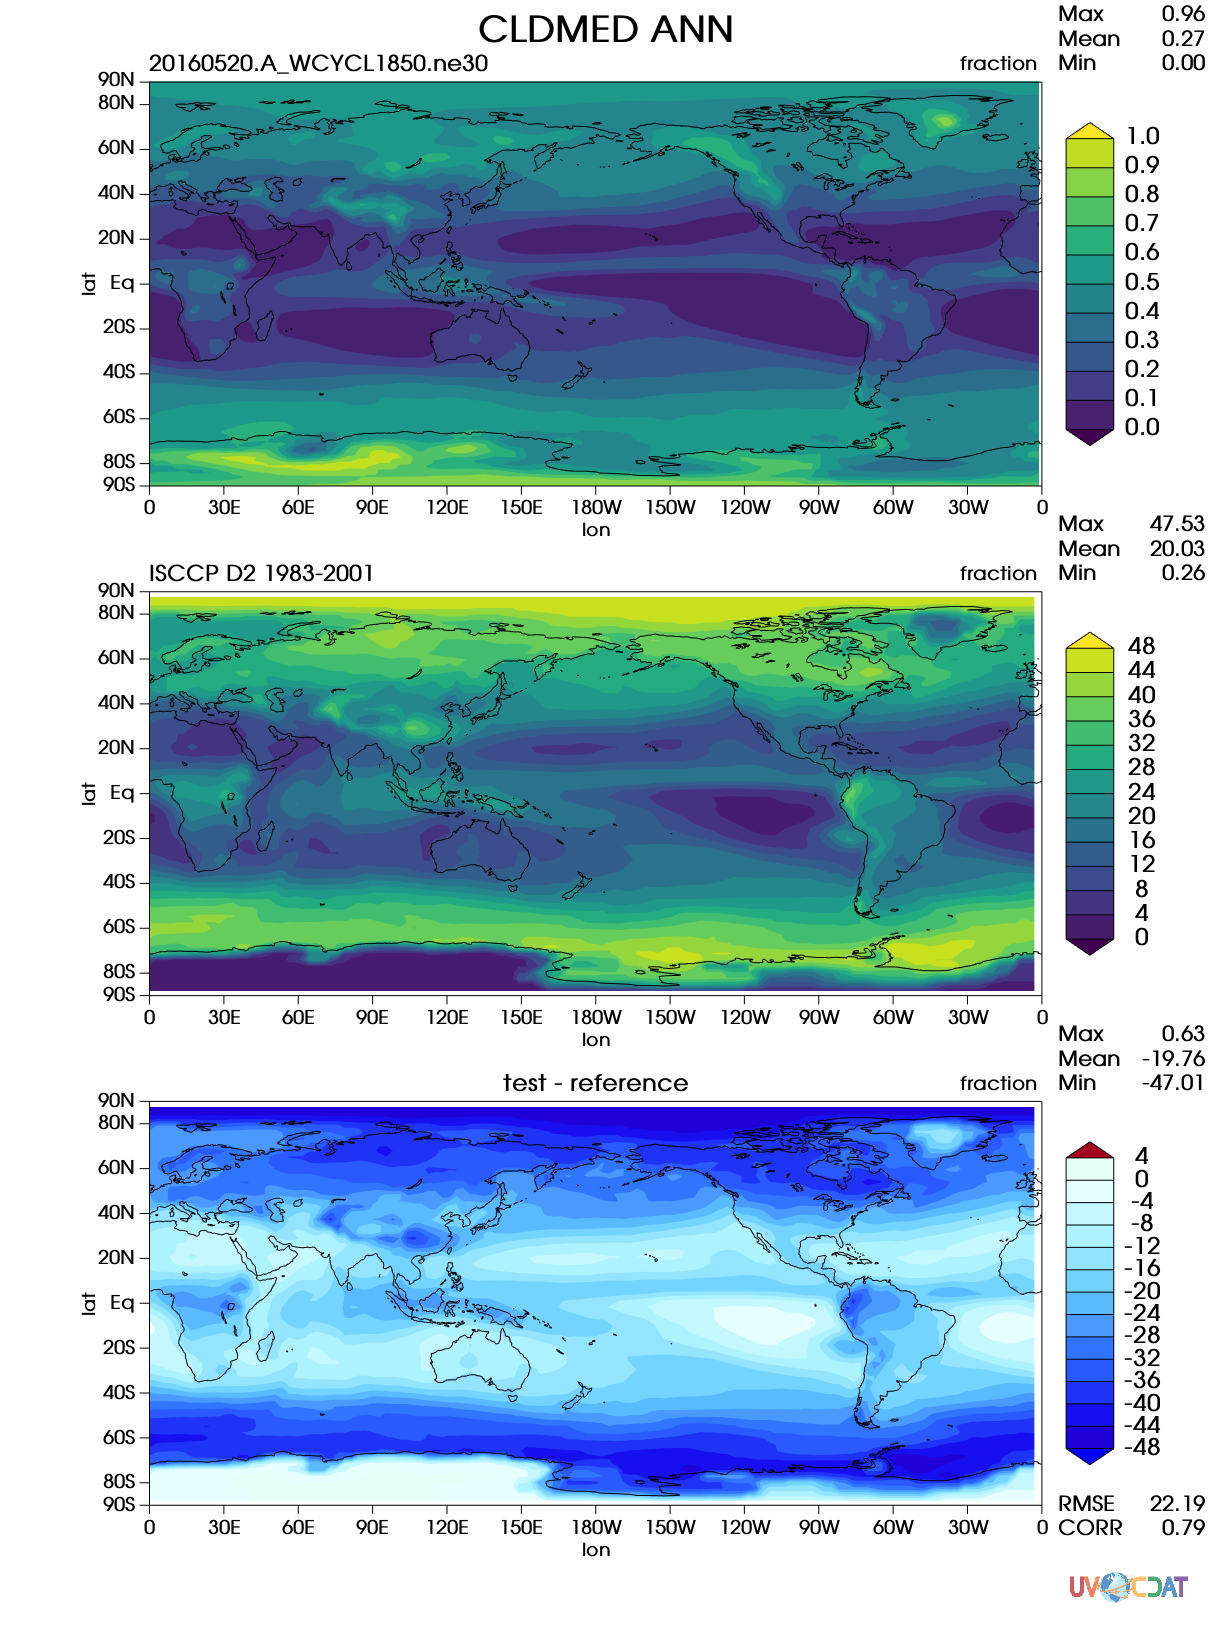 CLDMED ANN
Max 0.96
Mean 0.27
Min 0.00
20160520.A_WCYCL1850.ne30
fraction
90N
80N
60N
40N
20N
Eq
20S
40S
60S
80S
90S
lat
0 30E 60E 90E 120E 150E 180W 150W 120W 90W 60W 30W 0
lon
1.0
0.9
0.8
0.7
0.6
0.5
0.4
0.3
0.2
0.1
0.0
Max 47.53
Mean 20.03
Min 0.26
ISCCP D2 1983-2001
fraction
90N
80N
60N
40N
20N
Eq
20S
40S
60S
80S
90S
lat
0 30E 60E 90E 120E 150E 180W 150W 120W 90W 60W 30W 0
lon
48
44
40
36
32
28
24
20
16
12
8
4
0
Max 0.63
Mean -19.76
Min -47.01
test - reference
fraction
90N
80N
60N
40N
20N
Eq
20S
40S
60S
80S
90S
lat
0 30E 60E 90E 120E 150E 180W 150W 120W 90W 60W 30W 0
lon
4
0
-4
-8
-12
-16
-20
-24
-28
-32
-36
-40
-44
-48
RMSE 22.19
CORR 0.79
UV CDAT